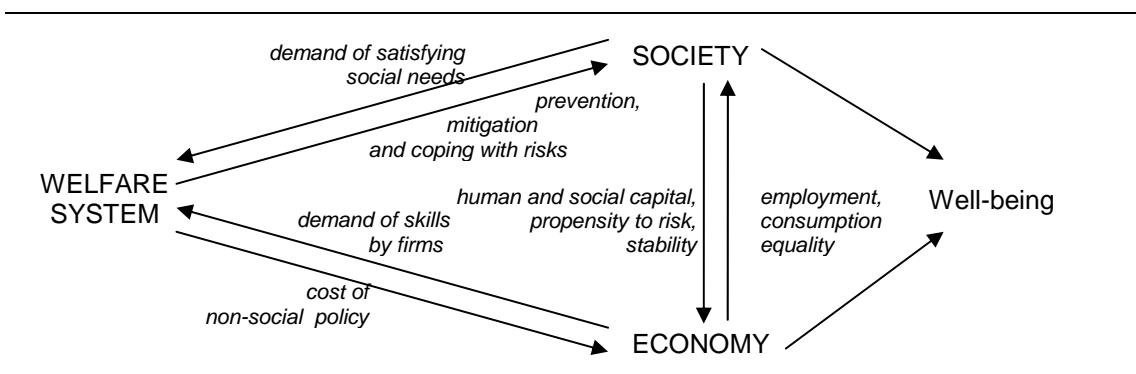 demand of satisfying
social needs
SOCIETY
prevention,
mitigation
and coping with risks
WELFARE
SYSTEM
human and social capital,
propensity to risk,
stability
employment,
consumption
equality
Well-being
demand of skills
by firms
cost of
non-social policy
ECONOMY